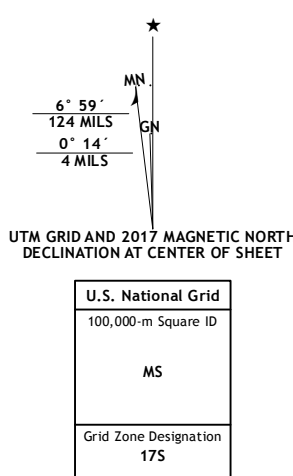 ★
MN
6° 59´
124 MILS
GN
0° 14´
4 MILS
UTM GRID AND 2017 MAGNETIC NORTH
DECLINATION AT CENTER OF SHEET
U.S. National Grid
100,000-m Square ID
MS
Grid Zone Designation
17S